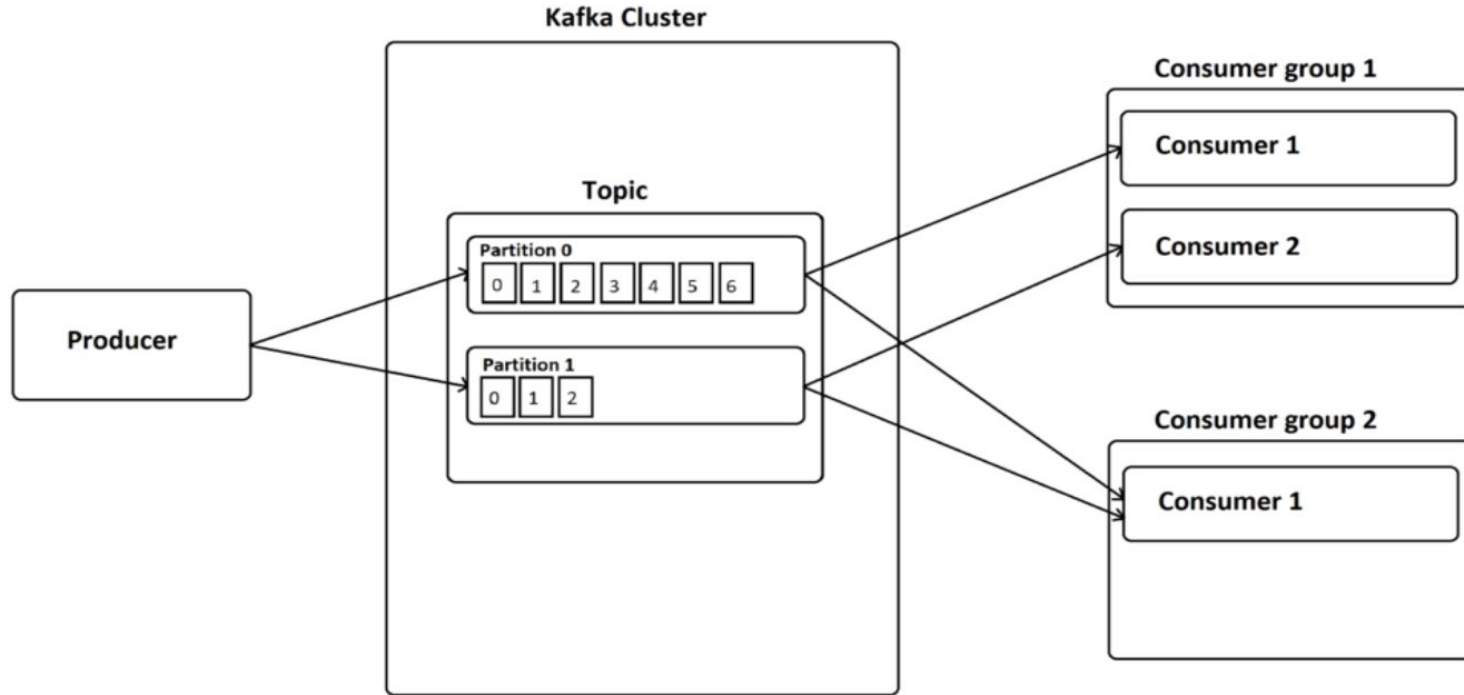 Kafka Cluster
Consumer group 1
Consumer 1
Topic
Partition 0
Consumer 2
0 1 2 3 4 5 6
Producer
Partition 1
0 1 2
Consumer group 2
Consumer 1